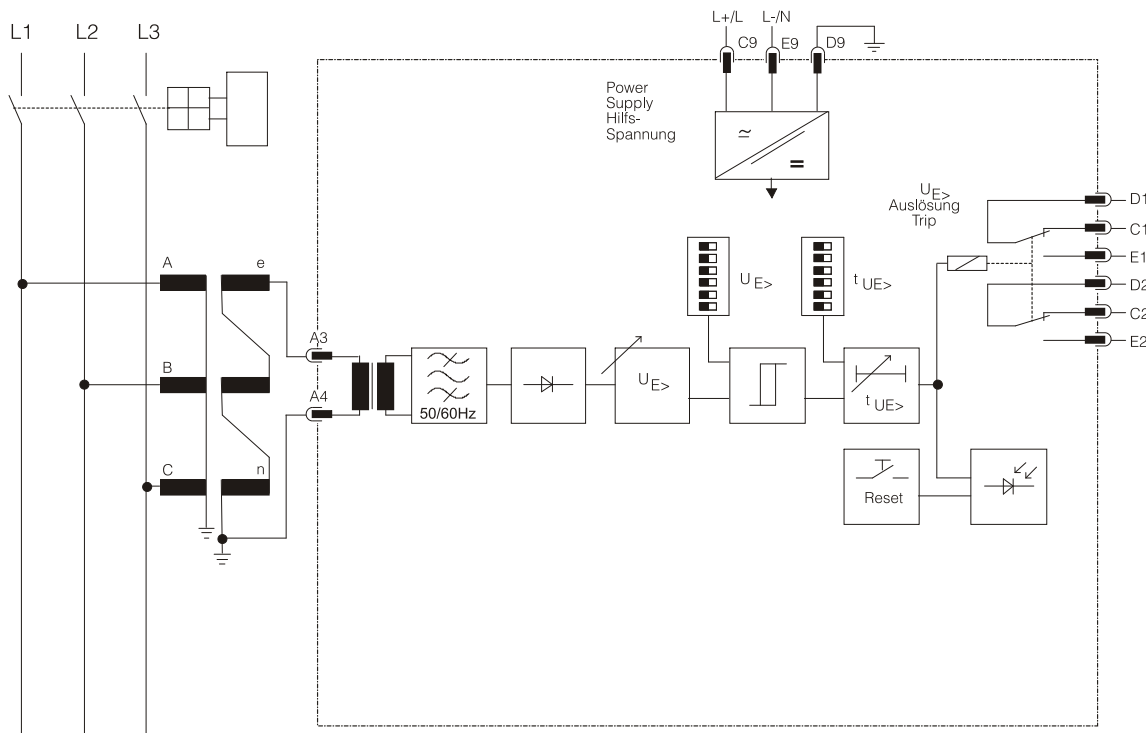 L1 L2 L3
L+/L L-/N
C9 E9 D9
Power
Supply
Hilfs-
Spannung
≃
=
UE>
Auslösung
Trip
D1
C1
E1
D2
C2
E2
A e
B
C n
A3
A4
UE>
tUE>
50/60Hz
UE>
tUE>
Reset